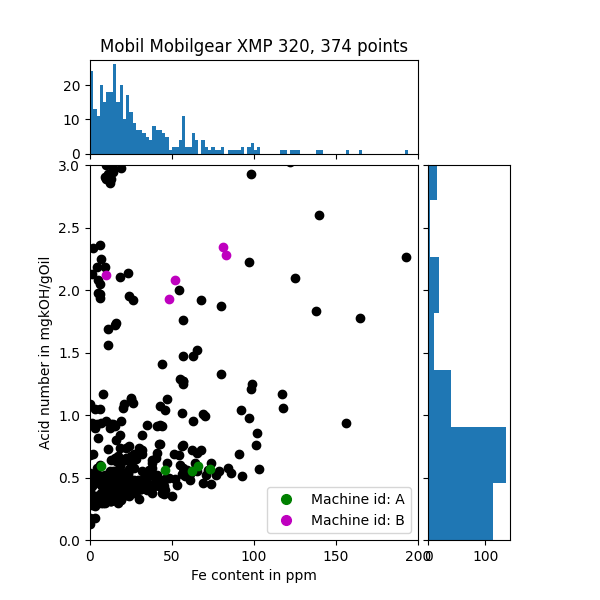 Mobil Mobilgear XMP 320, 374 points
20
10
0
3.0
2.5
2.0
1.5
1.0
0.5
0.0
Acid number in mgkOH/gOil
Machine id: A
Machine id: B
0 50 100 150 200
0 100
Fe content in ppm